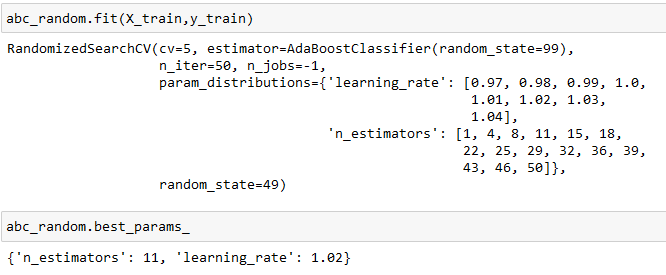 abc_random.fit(X_train,y_train)
RandomizedSearchCV(cv=5, estimator=AdaBoostClassifier(random_state=99),
n_iter=50, n_jobs=-1,
param_distributions={'learning_rate': [0.97, 0.98, 0.99, 1.0,
1.01, 1.02, 1.03,
1.04],
'n_estimators': [1, 4, 8, 11, 15, 18,
22, 25, 29, 32, 36, 39,
43, 46, 50]},
random_state=49)
abc_random.best_params_
{'n_estimators': 11, 'learning_rate': 1.02}